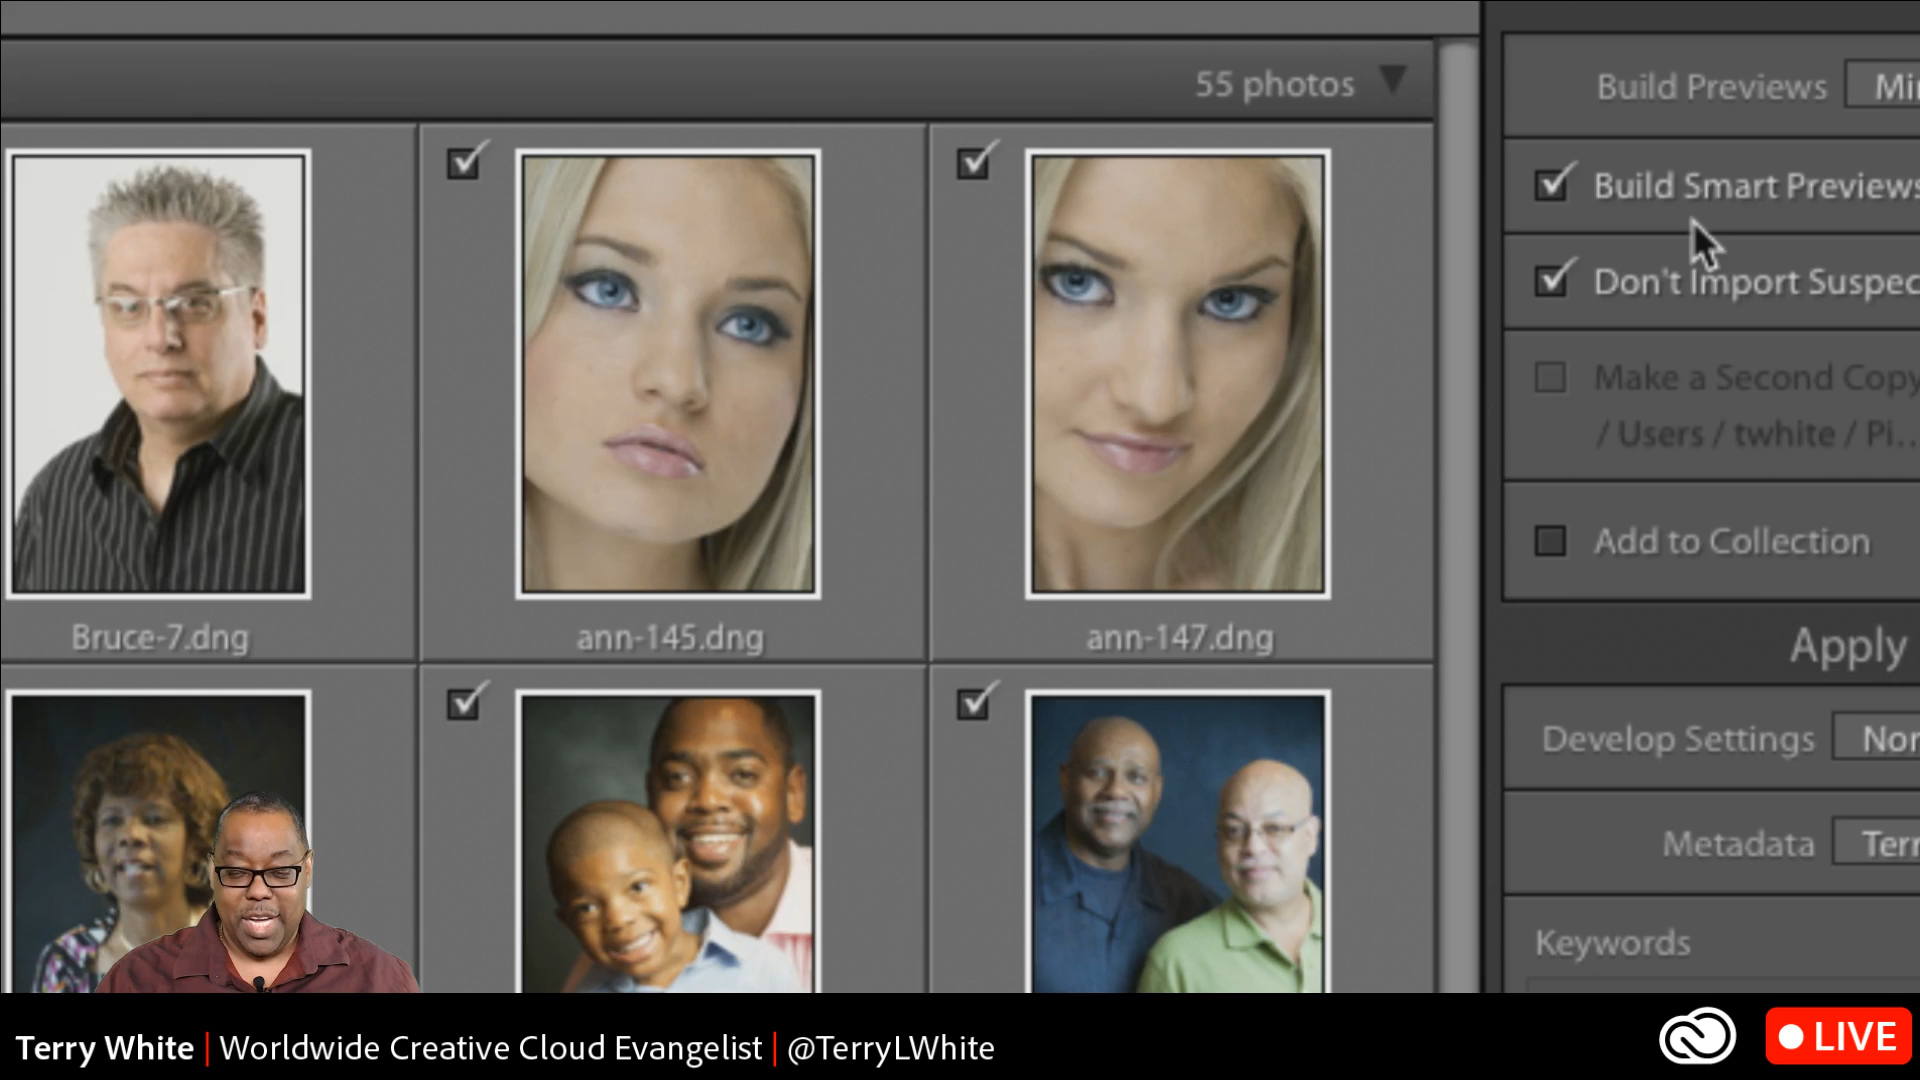 55 photos
Build Previews
Build Smart Previews
Don't Import
Make a Second Copy
/ Users / twhite / Pi...
Add to Collection
Bruce-7.dng
ann-145.dng
ann-147.dng
Apply
Develop Settings
Metadata
Keywords
Terry White | Worldwide Creative Cloud Evangelist | @TerryLWhite
LIVE